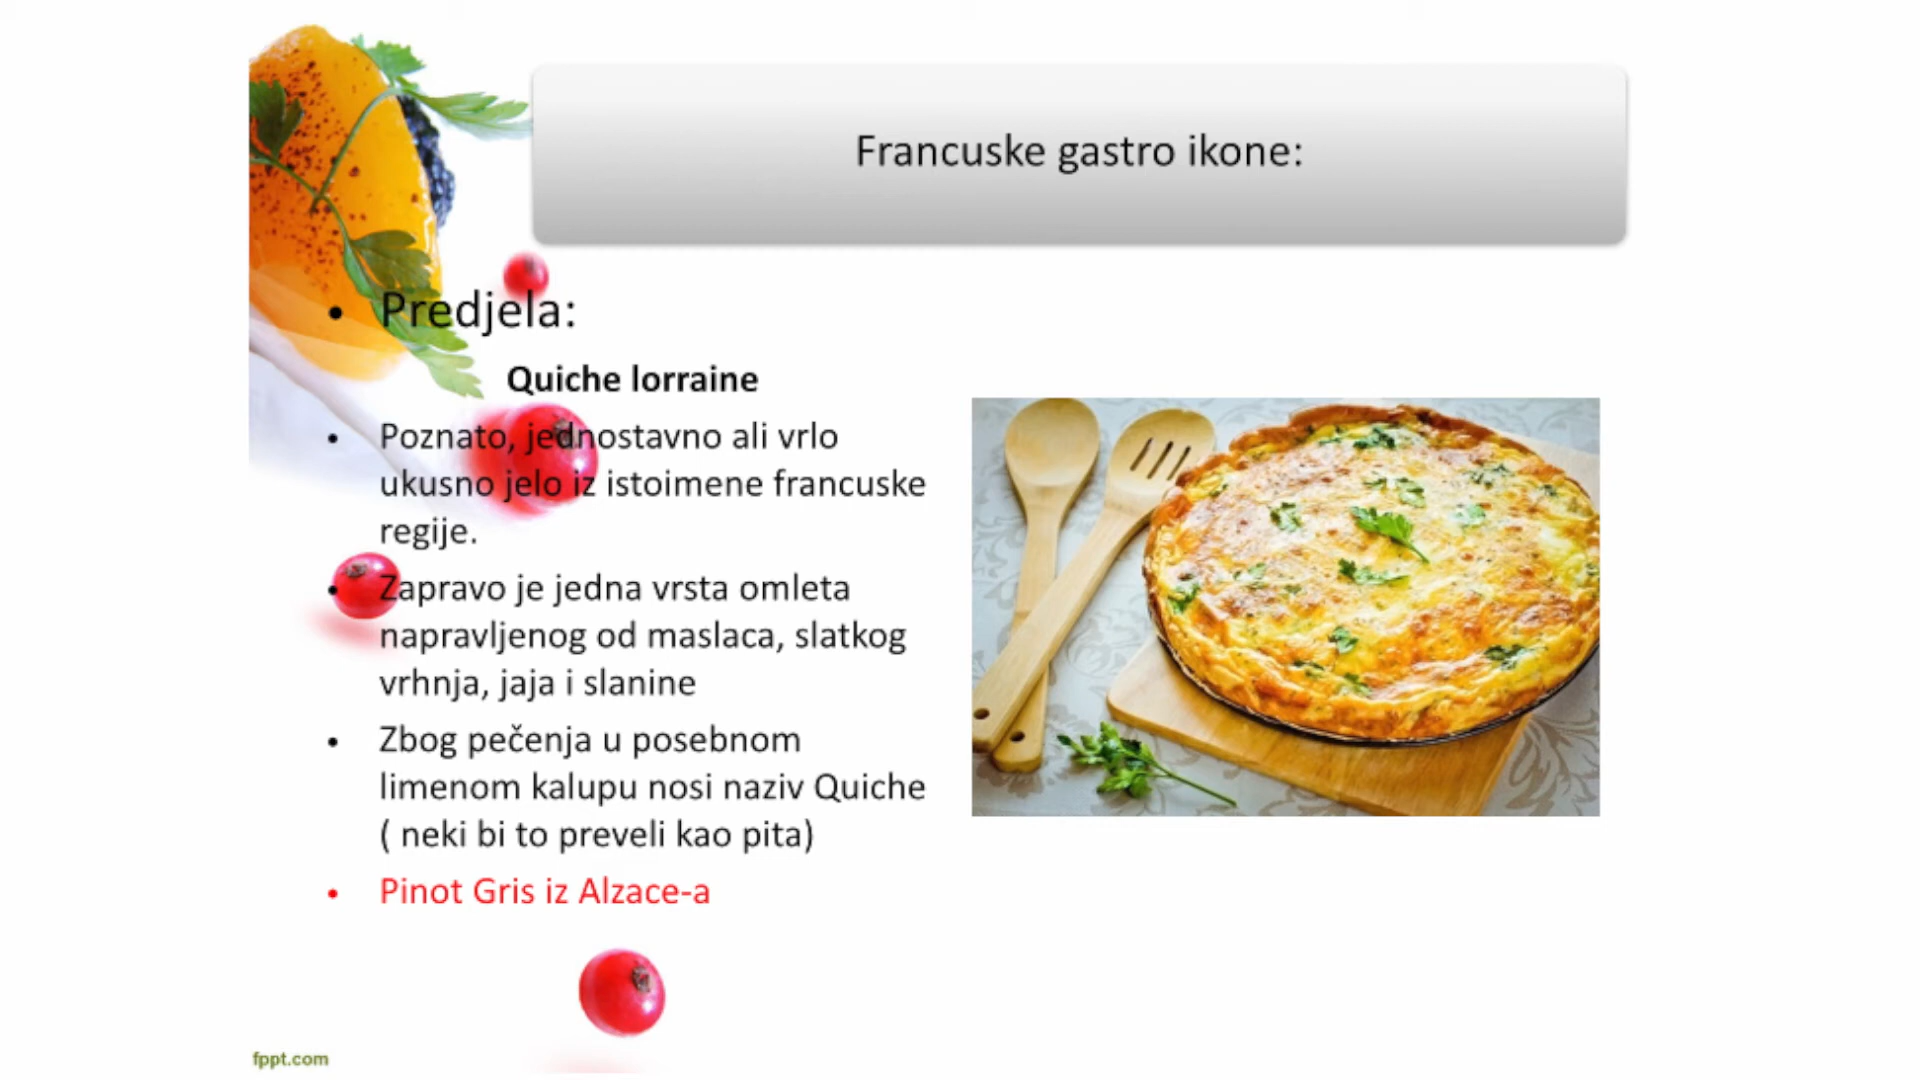 Francuske gastro ikone:
• Predjela:
Quiche lorraine
• Poznato, jednostavno ali vrlo
ukusno jelo iz istoimene francuske
regije.
• Zapravo je jedna vrsta omleta
napravljenog od maslaca, slatkog
vrhnja, jaja i slanine
• Zbog pečenja u posebnom
limenom kalupu nosi naziv Quiche
( neki bi to preveli kao pita)
• Pinot Gris iz Alzace-a
fppt.com